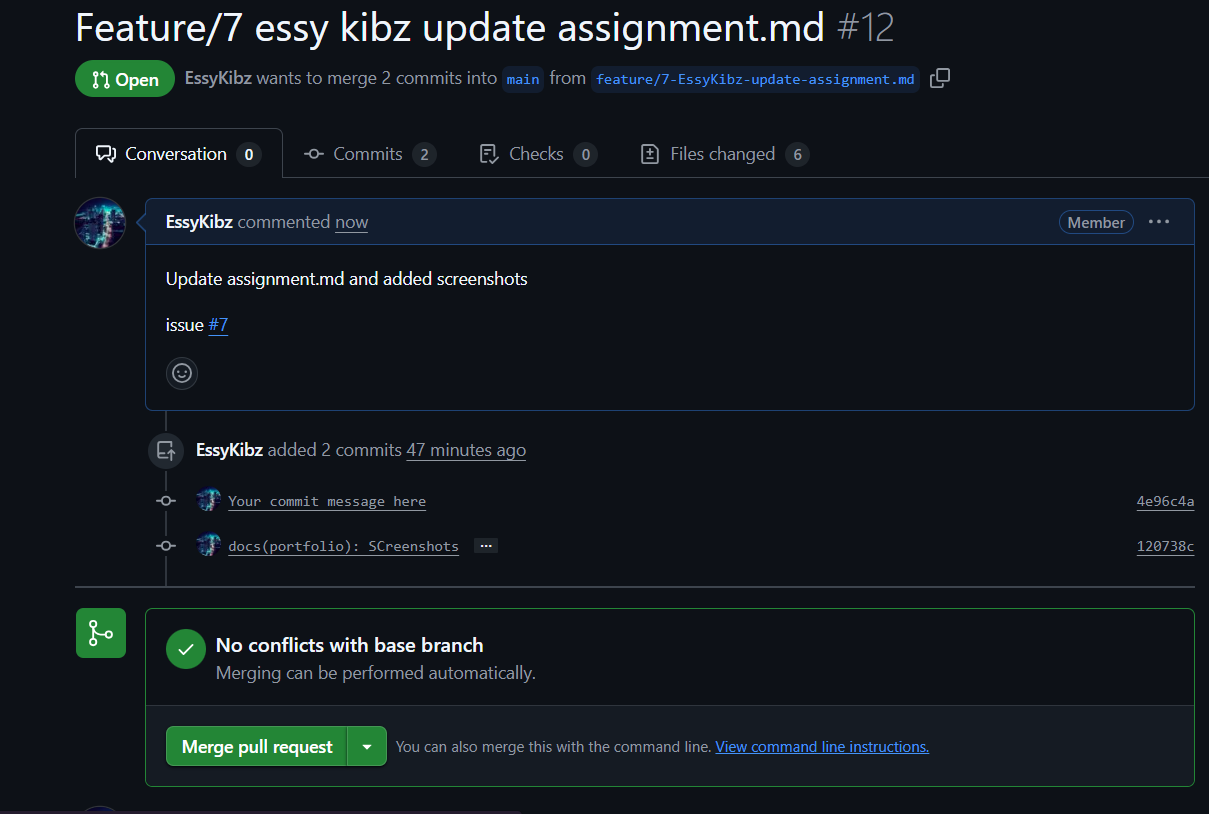 Feature/7 essy kibz update assignment.md #12
Open EssyKibz wants to merge 2 commits into main from feature/7-EssyKibz-update-assignment.md
Conversation 0 Commits 2 Checks 0 Files changed 6
EssyKibz commented now Member ...
Update assignment.md and added screenshots
issue #7
EssyKibz added 2 commits 47 minutes ago
Your commit message here 4e96c4a
docs(portfolio): SCreenshots ... 120738c
No conflicts with base branch
Merging can be performed automatically.
Merge pull request You can also merge this with the command line. View command line instructions.